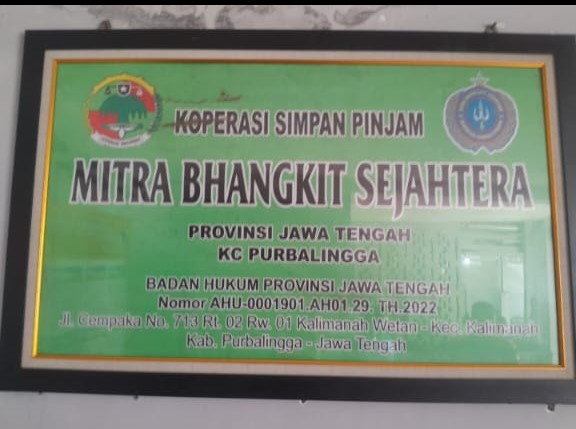 KOPERASI SIMPAN PINJAM
MITRA BHANGKIT SEJAHTERA
PROVINSI JAWA TENGAH
KC PURBALINGGA
BADAN HUKUM PROVINSI JAWA TENGAH
Nomor AHU-0001901.AH01.29. TH.2022
Jl. Cempaka No. 713 Rt. 02 Rw. 01 Kalimanah Wetan - Kec. Kalimanah
Kab. Purbalingga - Jawa Tengah